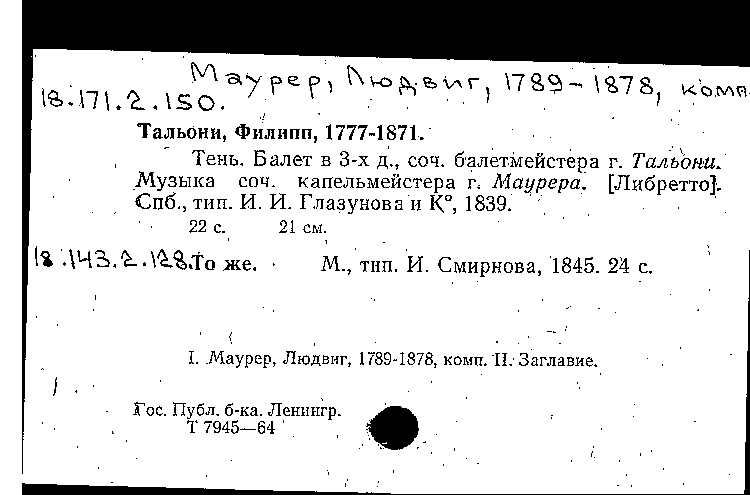 Маурер, Людвиг, 1789-1878, комп.
18.171.2.150.
Тальони, Филипп, 1777-1871.
Тень. Балет в 3-х д., соч. балетмейстера г. Тальони.
Музыка соч. капельмейстера г. Маурера. [Либретто].
Спб., тип. И. И. Глазунова и К°, 1839.
22 с. 21 см.
18.143.2.128. То же. М., тип. И. Смирнова, 1845. 24 с.
I. Маурер, Людвиг, 1789-1878, комп. II. Заглавие.
Гос. Публ. б-ка. Ленингр.
Т 7945—64